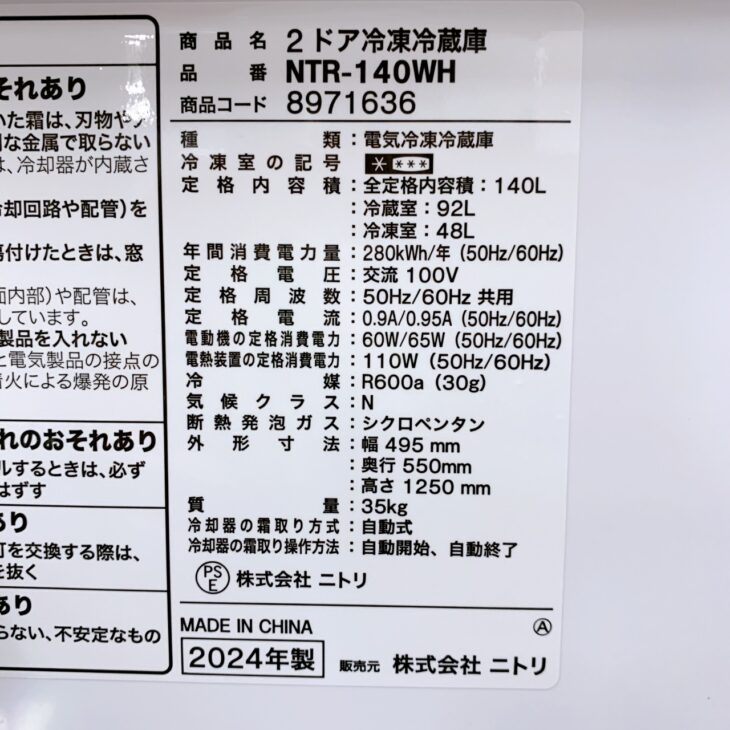 それあり
いた霜は、刃物や
な金属で取らない
は、冷却器が内蔵さ
冷却回路や配管)を
傷付けたときは、窓
面内部)や配管は、
しています。
製品を入れない
と電気製品の接点の
着火による爆発の原
れのおそれあり
ルするときは、必ず
はずす
あり
灯を交換する際は、
を抜く
あり
らない、不安定なもの
商品名 2ドア冷凍冷蔵庫
品番 NTR-140WH
商品コード 8971636
種類:電気冷凍冷蔵庫
冷凍室の記号 * ***
定格内容積:全定格内容積:140L
:冷蔵室:92L
:冷凍室:48L
年間消費電力量:280kWh/年 (50Hz/60Hz)
定格電圧:交流 100V
定格周波数:50Hz/60Hz 共用
定格電流:0.9A/0.95A (50Hz/60Hz)
電動機の定格消費電力:60W/65W (50Hz/60Hz)
電熱装置の定格消費電力:110W (50Hz/60Hz)
冷媒:R600a (30g)
気候クラス:N
断熱発泡ガス:シクロペンタン
外形寸法:幅 495 mm
:奥行 550mm
:高さ 1250 mm
質量:35kg
冷却器の霜取り方式:自動式
冷却器の霜取り操作方法:自動開始、自動終了
PSE 株式会社 ニトリ
MADE IN CHINA Ⓐ
2024年製 販売元 株式会社 ニトリ